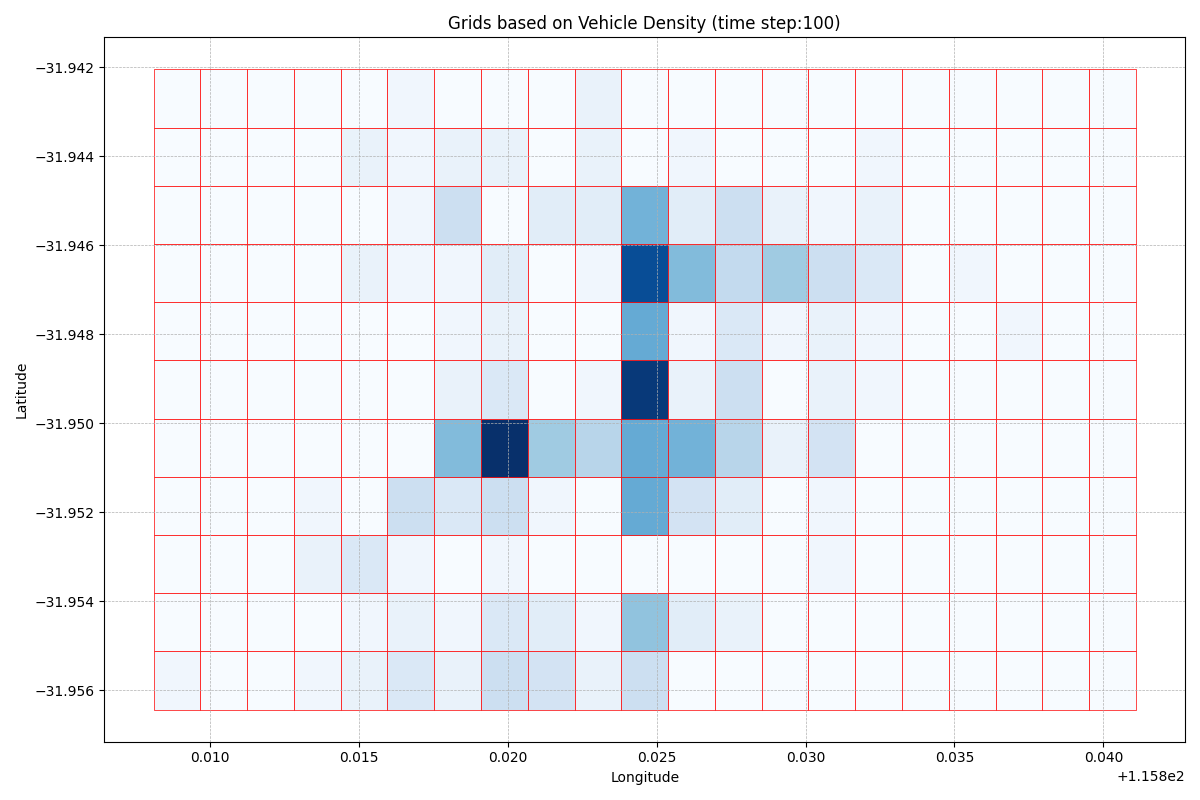 Grids based on Vehicle Density (time step:100)
−31.942
−31.944
−31.946
−31.948
−31.950
−31.952
−31.954
−31.956
Latitude
0.010 0.015 0.020 0.025 0.030 0.035 0.040
Longitude
+1.158e2